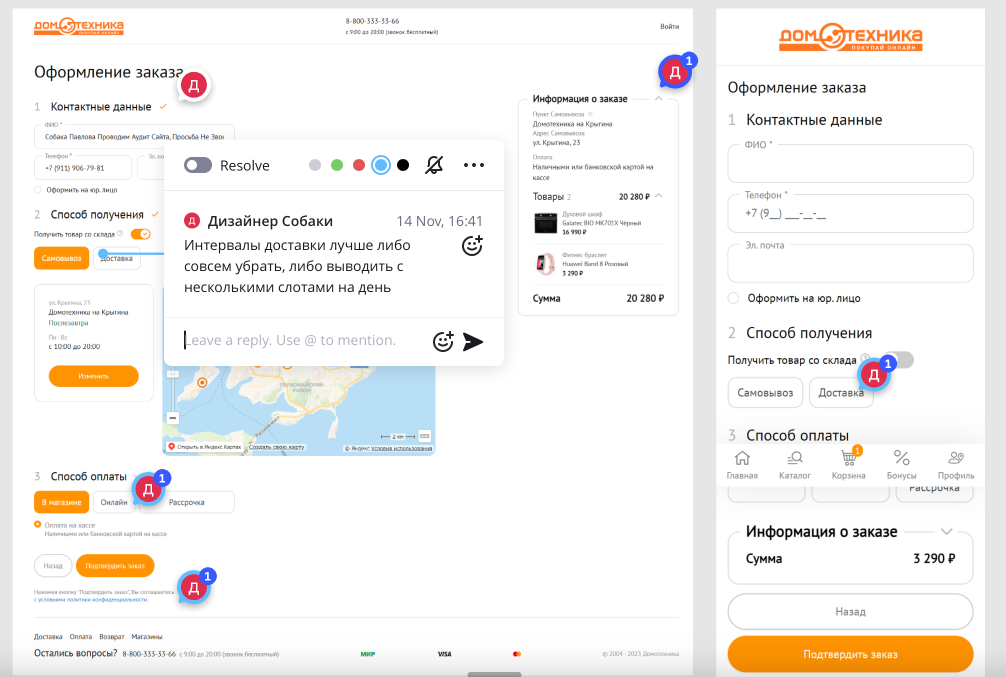 ДОМОТЕХНИКА
ПОКУПАЙ ОНЛАЙН
8-800-333-33-66
с 9:00 до 20:00 (звонок бесплатный)
Войти
Оформление заказа
Д
1 Контактные данные
ФИО *
Собака Павлова Проводим Аудит Сайта, Просьба Не Звон
Телефон *
+7 (911) 906-79-81
Эл. по
Оформить на юр. лицо
2 Способ получения
Получить товар со склада
Самовывоз
Доставка
ул. Крыгина, 23
Домотехника на Крыгина
Послезавтра
Пн - Вс
с 10:00 до 20:00
Изменить
Resolve
Д
Дизайнер Собаки
14 Nov, 16:41
Интервалы доставки лучше либо
совсем убрать, либо выводить с
несколькими слотами на день
Leave a reply. Use @ to mention.
ПЕРВОМАЙСКИЙ
РАЙОН
Открыть в Яндекс Картах
Создать свою карту
2 км
© Яндекс Условия использования
3 Способ оплаты
Д
1
В магазине
Онлайн
Рассрочка
Оплата на кассе
Наличными или банковской картой на кассе
Назад
Подтвердить заказ
Нажимая кнопку "Подтвердить заказ", Вы соглашаетесь
с условиями политики конфиденциальности.
Д
1
Доставка
Оплата
Возврат
Магазины
Остались вопросы?
8-800-333-33-66
с 9:00 до 20:00 (звонок бесплатный)
МИР
VISA
© 2004 - 2023 Домотехника
Д
1
Информация о заказе
Пункт Самовывоза
Домотехника на Крыгина
Адрес Самовывоза
ул. Крыгина, 23
Оплата
Наличными или банковской картой на
кассе
Товары 2
20 280 ₽
Духовой шкаф
Galatec BIO MK701X Чёрный
16 990 ₽
Фитнес-браслет
Huawei Band 8 Розовый
3 290 ₽
Сумма
20 280 ₽
ДОМОТЕХНИКА
ПОКУПАЙ ОНЛАЙН
Оформление заказа
1 Контактные данные
ФИО *
Телефон *
+7 (9__) ___-__-__
Эл. почта
Оформить на юр. лицо
2 Способ получения
Получить товар со склада
Д
1
Самовывоз
Доставка
3 Способ оплаты
1
Главная
Каталог
Корзина
Бонусы
Профиль
Рассрочка
Информация о заказе
Сумма
3 290 ₽
Назад
Подтвердить заказ